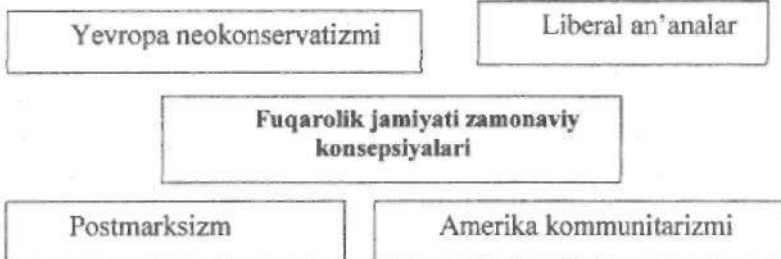 Yevropa neokonservatizmi
Liberal an’analar
Fuqarolik jamiyati zamonaviy
konsepsiyalari
Postmarksizm
Amerika kommunitarizmi